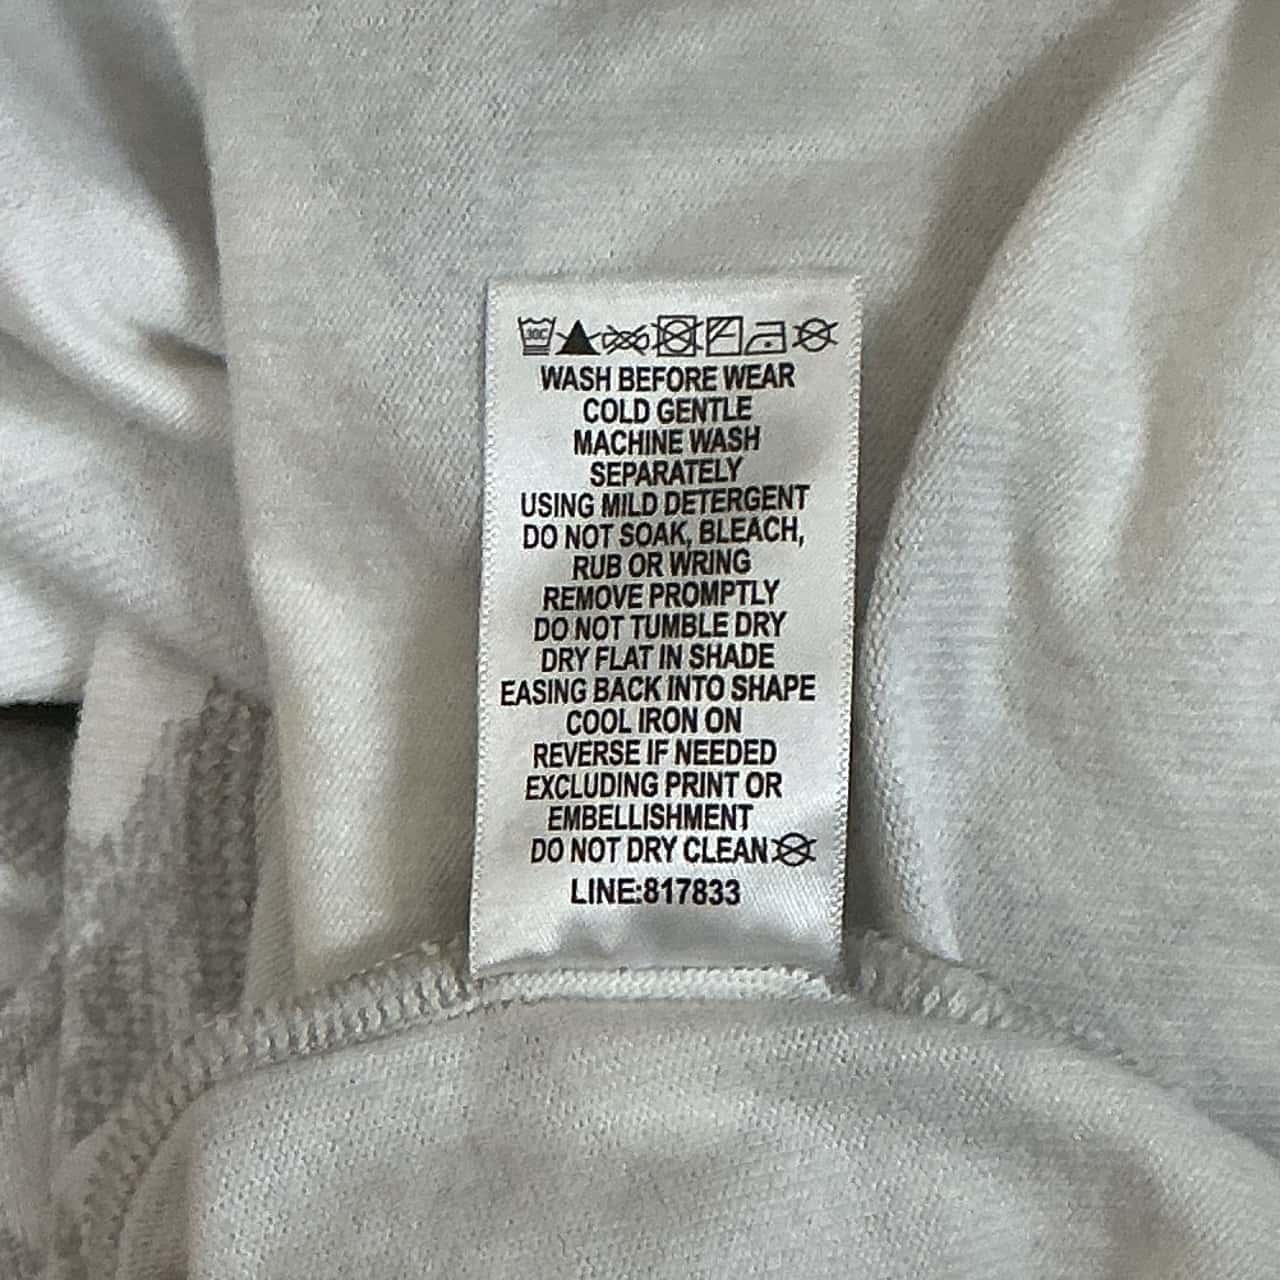 30C
WASH BEFORE WEAR
COLD GENTLE
MACHINE WASH
SEPARATELY
USING MILD DETERGENT
DO NOT SOAK, BLEACH,
RUB OR WRING
REMOVE PROMPTLY
DO NOT TUMBLE DRY
DRY FLAT IN SHADE
EASING BACK INTO SHAPE
COOL IRON ON
REVERSE IF NEEDED
EXCLUDING PRINT OR
EMBELLISHMENT
DO NOT DRY CLEAN
LINE:817833